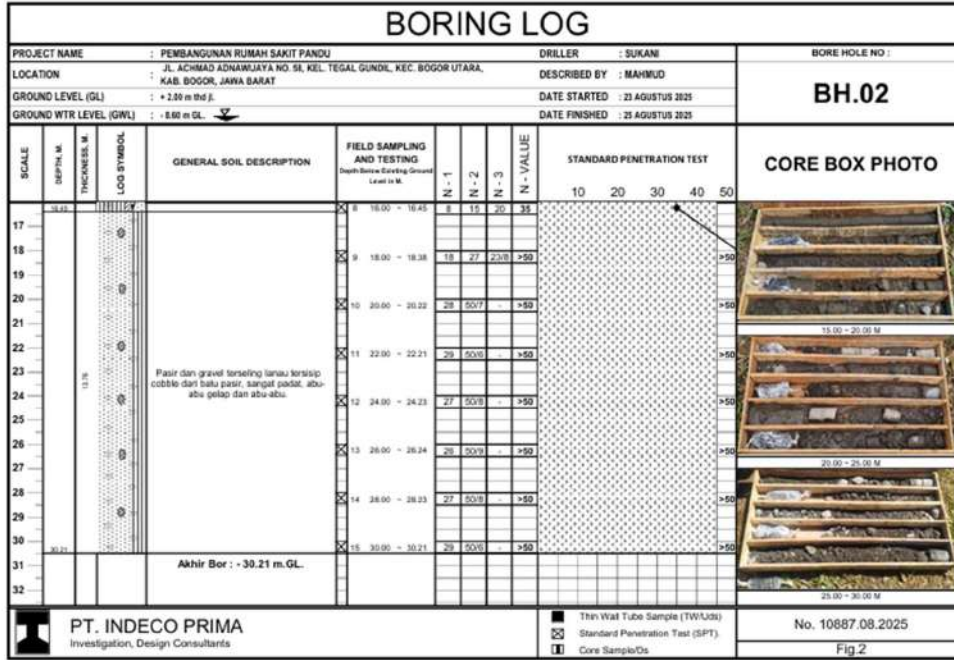 BORING LOG
PROJECT NAME : PEMBANGUNAN RUMAH SAKIT PANDU
DRILLER : SUKANI
BORE HOLE NO :
LOCATION : JL. ACHMAD ADNAWIJAYA NO. 58, KEL. TEGAL GUNDIL, KEC. BOGOR UTARA,
KAB. BOGOR, JAWA BARAT
DESCRIBED BY : MAHMUD
BH.02
GROUND LEVEL (GL) : + 2.00 m thd jl.
DATE STARTED : 23 AGUSTUS 2025
GROUND WTR LEVEL (GWL) : - 8.60 m GL.
DATE FINISHED : 25 AGUSTUS 2025
SCALE
DEPTH, M.
THICKNESS, M.
LOG SYMBOL
GENERAL SOIL DESCRIPTION
FIELD SAMPLING
AND TESTING
Depth Below Existing Ground
Level in M.
N - 1
N - 2
N - 3
N - VALUE
STANDARD PENETRATION TEST
10 20 30 40 50
CORE BOX PHOTO
16.45
8 16.00 ~ 16.45 8 15 20 35
17
18
9 18.00 ~ 18.38 18 27 23/8 >50 >50
19
20
10 20.00 ~ 20.22 28 50/7 - >50 >50
15.00 ~ 20.00 M
21
22
11 22.00 ~ 22.21 29 50/6 - >50 >50
23
13.76
Pasir dan gravel terseling lanau tersisip
cobble dari batu pasir, sangat padat, abu-
abu gelap dan abu-abu.
24
12 24.00 ~ 24.23 27 50/8 - >50 >50
25
26
13 26.00 ~ 26.24 26 50/9 - >50 >50
20.00 ~ 25.00 M
27
28
14 28.00 ~ 28.23 27 50/8 - >50 >50
29
30
30.21
15 30.00 ~ 30.21 29 50/6 - >50 >50
31
Akhir Bor : - 30.21 m.GL.
32
25.00 ~ 30.00 M
PT. INDECO PRIMA
Investigation, Design Consultants
Thin Wall Tube Sample (TW/Uds)
Standard Penetration Test (SPT).
Core Sample/Ds
No. 10887.08.2025
Fig.2